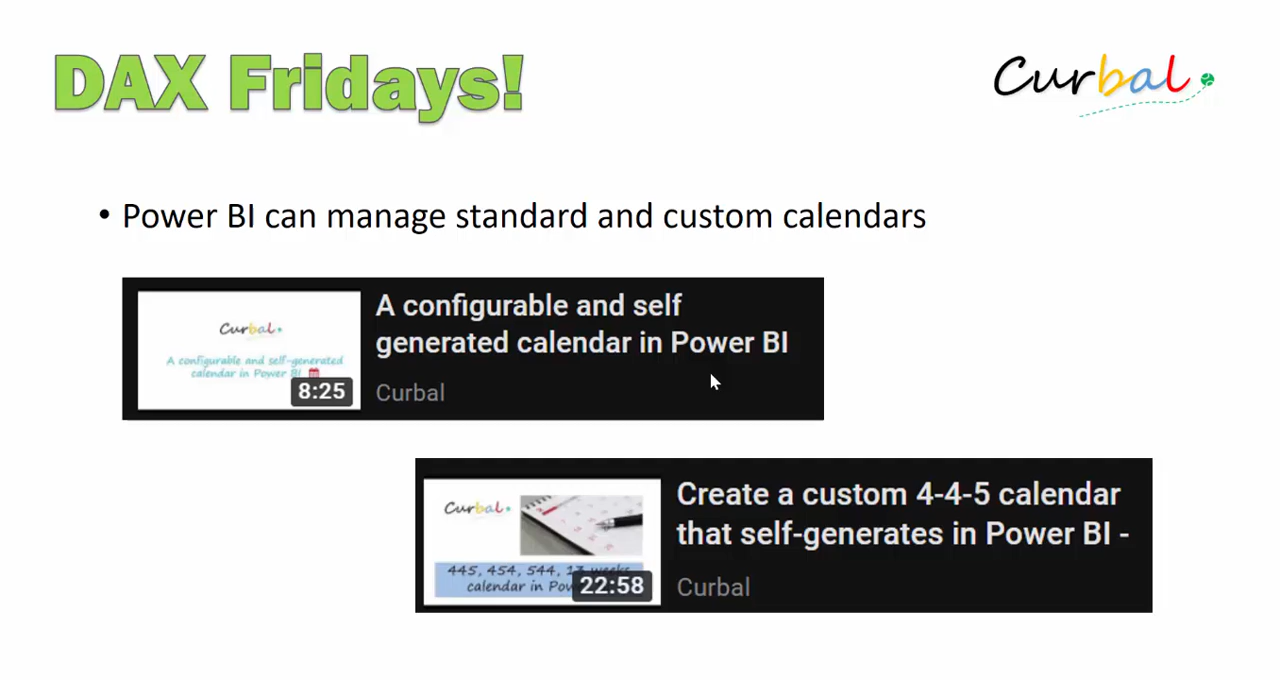 DAX Fridays!
Curbal
• Power BI can manage standard and custom calendars
Curbal
A configurable and self-generated
calendar in Power BI
8:25
A configurable and self
generated calendar in Power BI
Curbal
Curbal
445, 454, 544, 13 weeks
calendar in
22:58
Create a custom 4-4-5 calendar
that self-generates in Power BI -
Curbal